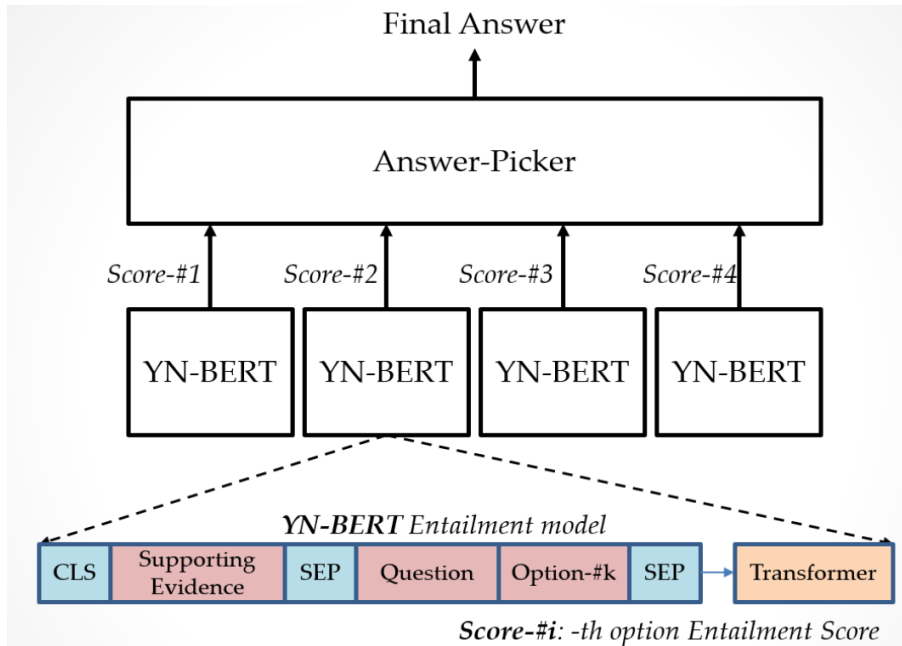 Final Answer
Answer-Picker
Score-#1 Score-#2 Score-#3 Score-#4
YN-BERT YN-BERT YN-BERT YN-BERT
YN-BERT Entailment model
CLS Supporting Evidence SEP Question Option-#k SEP Transformer
Score-#i: -th option Entailment Score